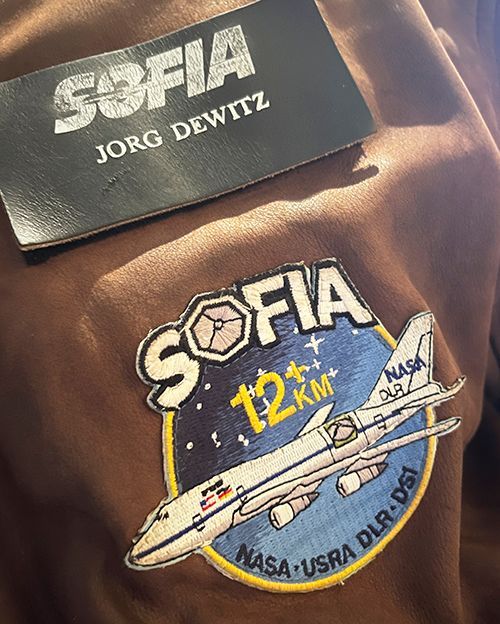 SOFIA
JORG DEWITZ
SOFIA
12+
KM
NASA
DLR
NASA · USRA DLR · DSI